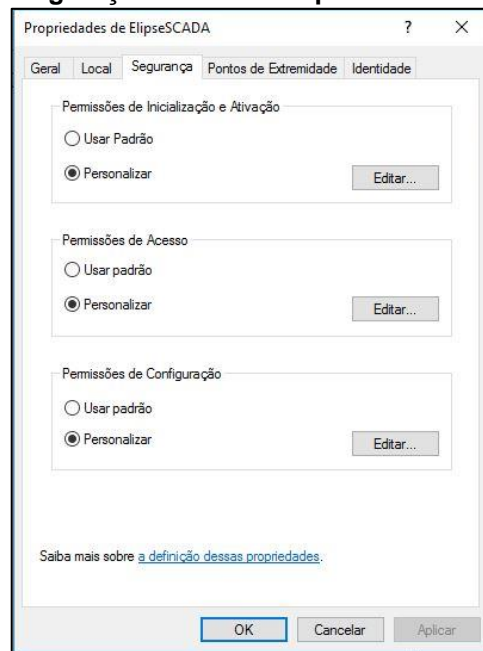 Propriedades de ElipseSCADA ? X
Geral Local Segurança Pontos de Extremidade Identidade
Permissões de Inicialização e Ativação
Usar Padrão
Personalizar
Editar...
Permissões de Acesso
Usar padrão
Personalizar
Editar...
Permissões de Configuração
Usar padrão
Personalizar
Editar...
Saiba mais sobre a definição dessas propriedades.
OK Cancelar Aplicar